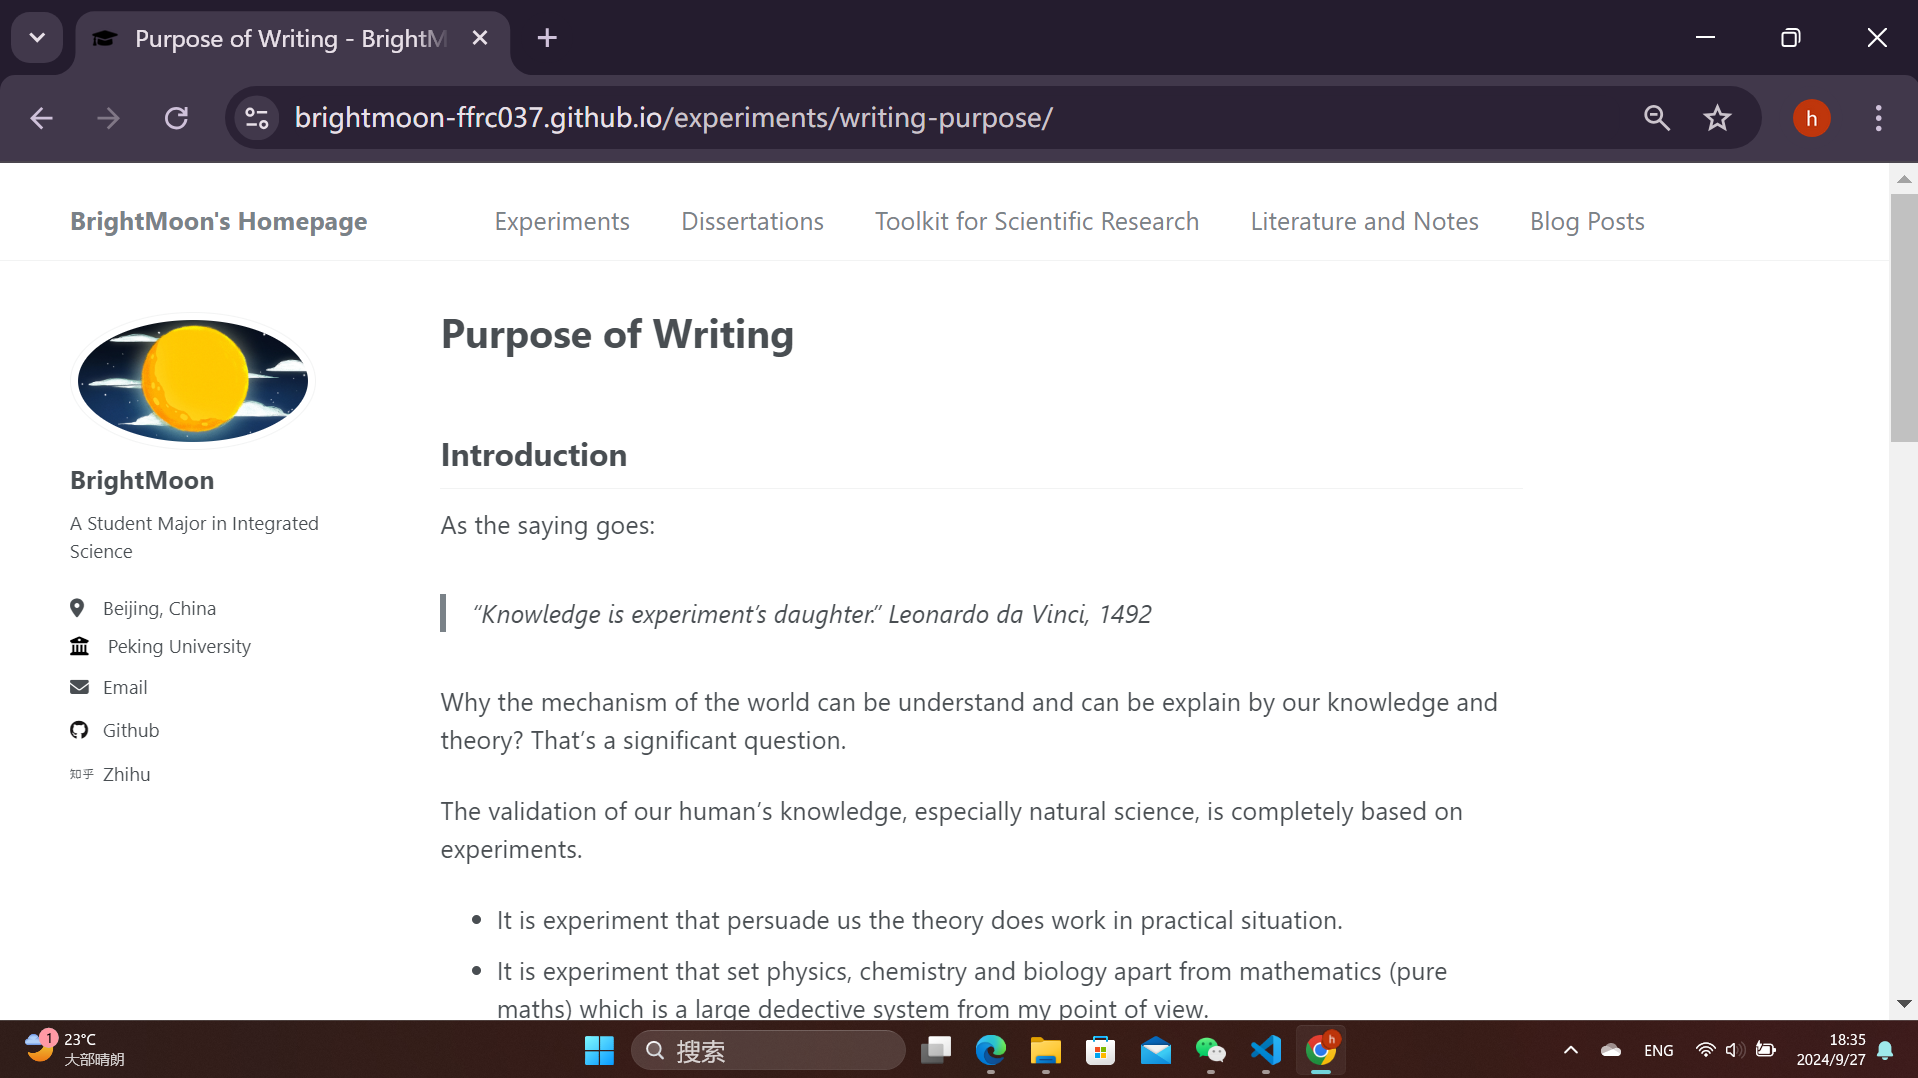 Purpose of Writing - BrightM
brightmoon-ffrc037.github.io/experiments/writing-purpose/
h
BrightMoon's Homepage
Experiments
Dissertations
Toolkit for Scientific Research
Literature and Notes
Blog Posts
BrightMoon
A Student Major in Integrated
Science
Beijing, China
Peking University
Email
Github
知乎 Zhihu
Purpose of Writing
Introduction
As the saying goes:
“Knowledge is experiment’s daughter.” Leonardo da Vinci, 1492
Why the mechanism of the world can be understand and can be explain by our knowledge and
theory? That’s a significant question.
The validation of our human’s knowledge, especially natural science, is completely based on
experiments.
It is experiment that persuade us the theory does work in practical situation.
It is experiment that set physics, chemistry and biology apart from mathematics (pure
maths) which is a large dedective system from my point of view.
1
23°C
大部晴朗
搜索
h
ENG
18:35
2024/9/27